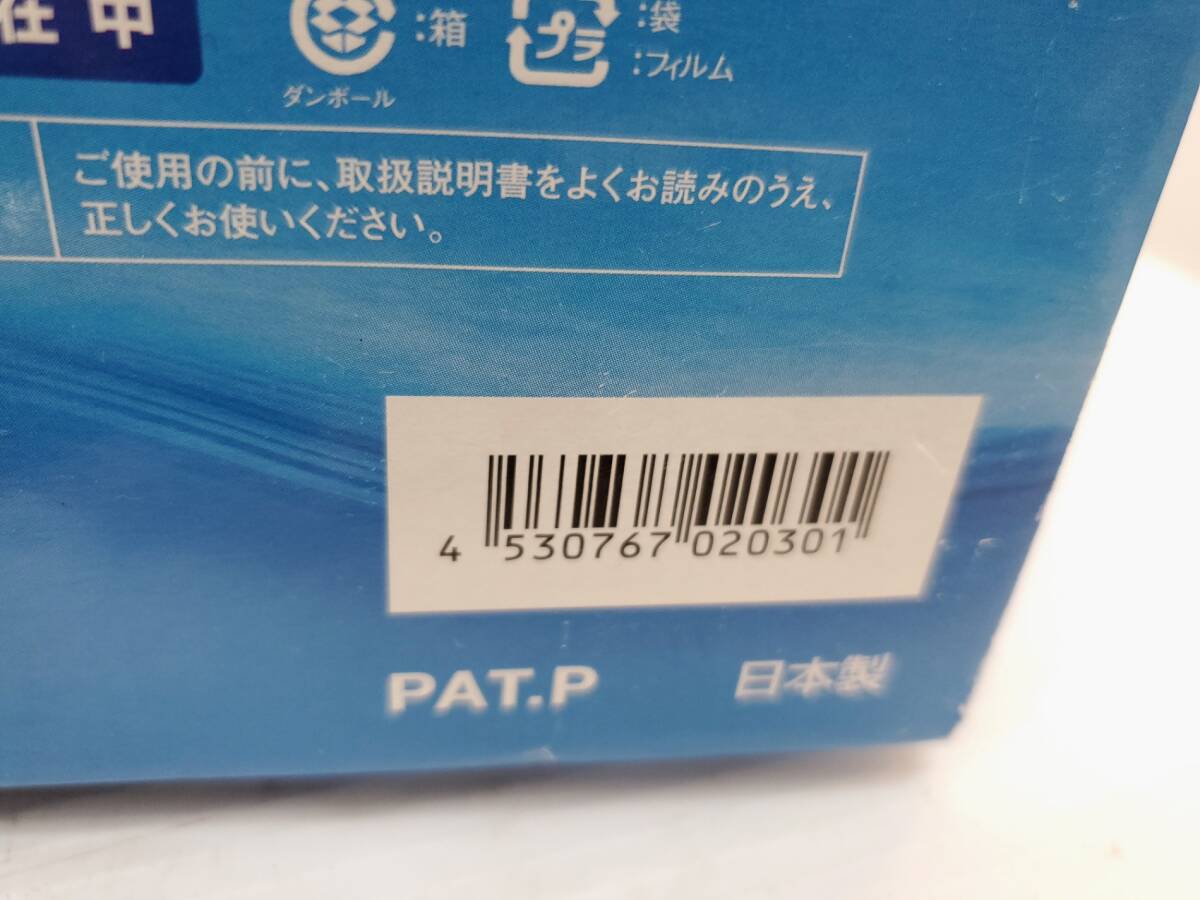 在中
:箱
ダンボール
プラ
:袋
:フィルム
ご使用の前に、取扱説明書をよくお読みのうえ、
正しくお使いください。
4 530767 020301
PAT.P
日本製